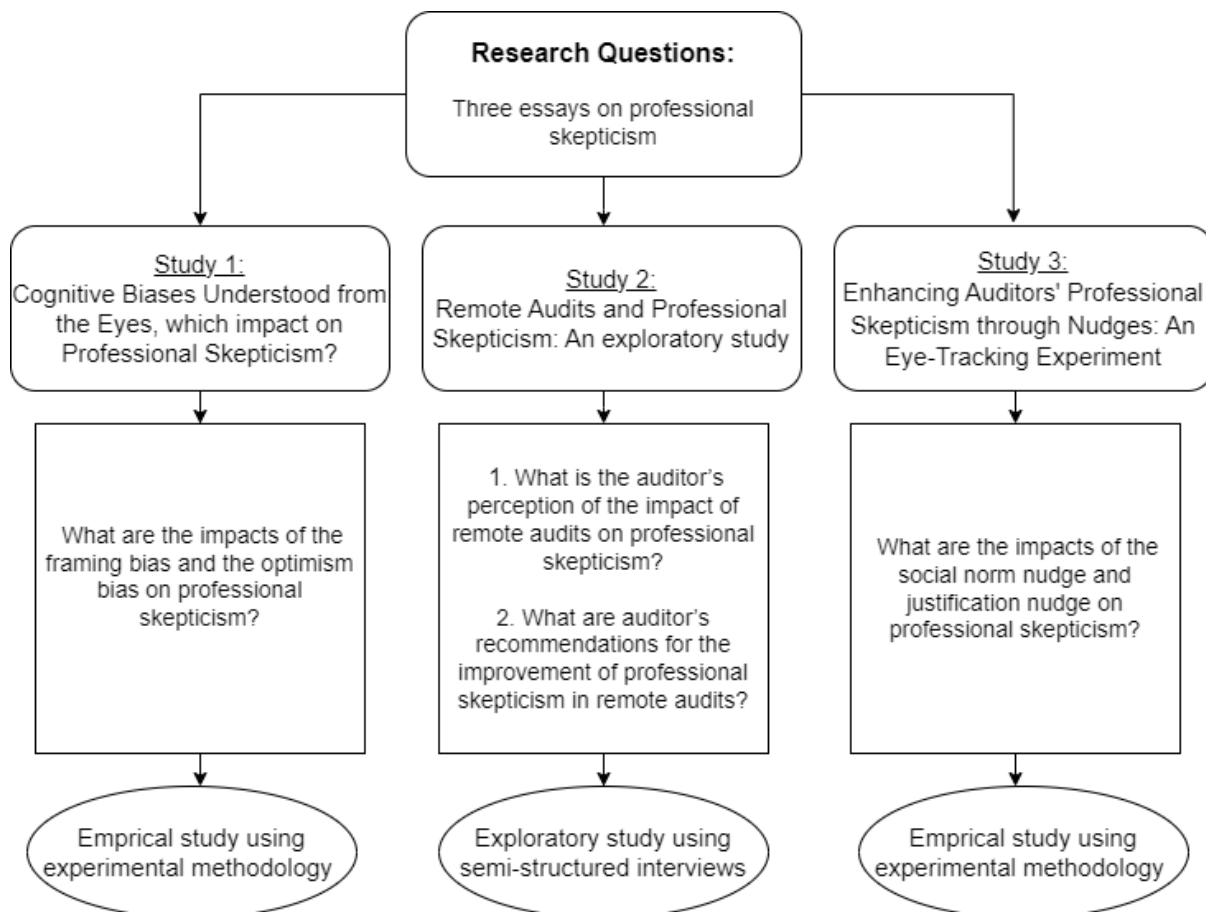 Research Questions:
Three essays on professional
skepticism
Study 1:
Cognitive Biases Understood from
the Eyes, which impact on
Professional Skepticism?
Study 2:
Remote Audits and Professional
Skepticism: An exploratory study
Study 3:
Enhancing Auditors' Professional
Skepticism through Nudges: An
Eye-Tracking Experiment
What are the impacts of the
framing bias and the optimism
bias on professional
skepticism?
1. What is the auditor’s
perception of the impact of
remote audits on professional
skepticism?
2. What are auditor’s
recommendations for the
improvement of professional
skepticism in remote audits?
What are the impacts of the
social norm nudge and
justification nudge on
professional skepticism?
Emprical study using
experimental methodology
Exploratory study using
semi-structured interviews
Emprical study using
experimental methodology